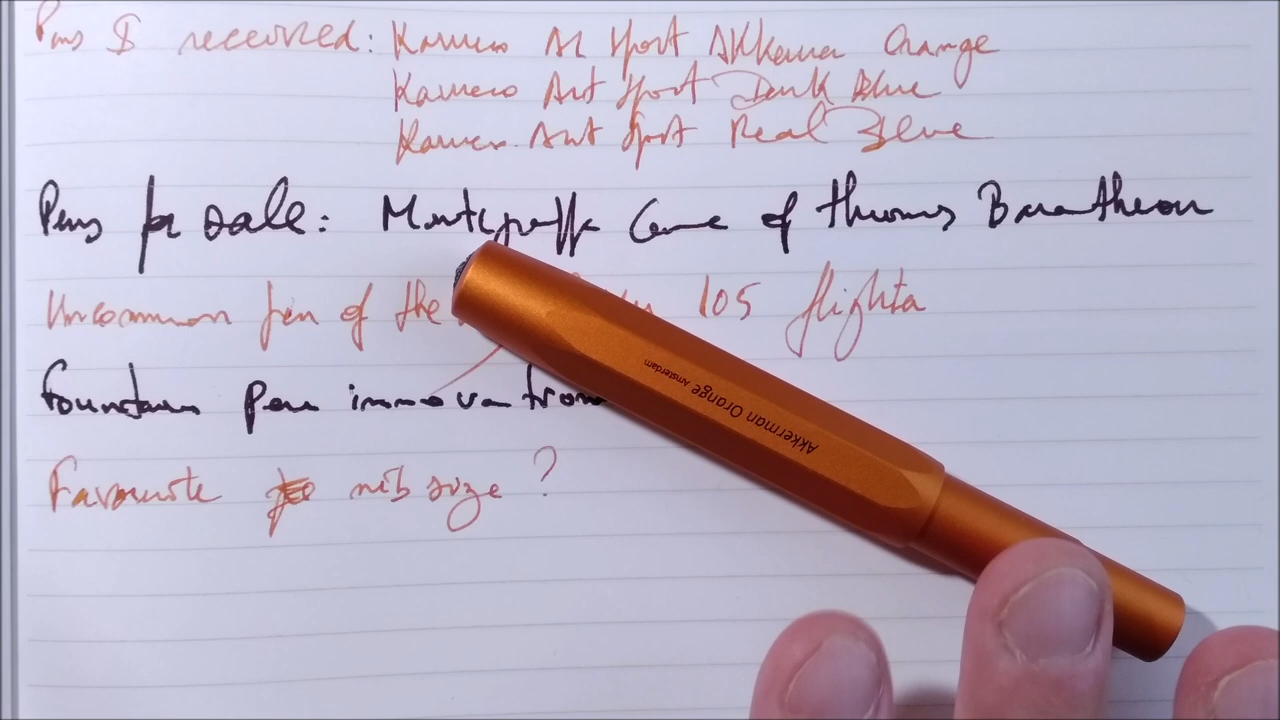 Pens I received: Kaweco AL Sport Akkerman Orange
Kaweco Art Sport Dark Blue
Kaweco Art Sport Real Blue
Pens for sale: Montegrappa Game of Thrones Baratheon
Uncommon pen of the 105 flighta
Fountain pen innovation
Favourite nib size?
Akkerman Orange Amsterdam